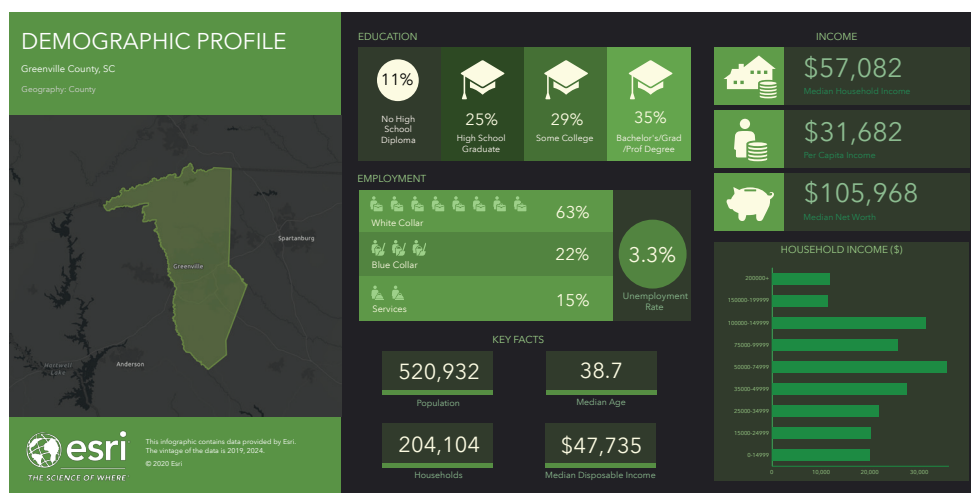 DEMOGRAPHIC PROFILE
Greenville County, SC
Geography: County
Spartanburg
Greenville
Anderson
Hartwell
Lake
esri
THE SCIENCE OF WHERE
This infographic contains data provided by Esri.
The vintage of the data is 2019, 2024.
© 2020 Esri
EDUCATION
11%
No High
School
Diploma
25%
High School
Graduate
29%
Some College
35%
Bachelor's/Grad
/Prof Degree
EMPLOYMENT
White Collar
63%
Blue Collar
22%
Services
15%
3.3%
Unemployment
Rate
KEY FACTS
520,932
Population
38.7
Median Age
204,104
Households
$47,735
Median Disposable Income
INCOME
$57,082
Median Household Income
$31,682
Per Capita Income
$105,968
Median Net Worth
HOUSEHOLD INCOME ($)
200000+
150000-199999
100000-149999
75000-99999
50000-74999
35000-49999
25000-34999
15000-24999
0-14999
0 10,000 20,000 30,000